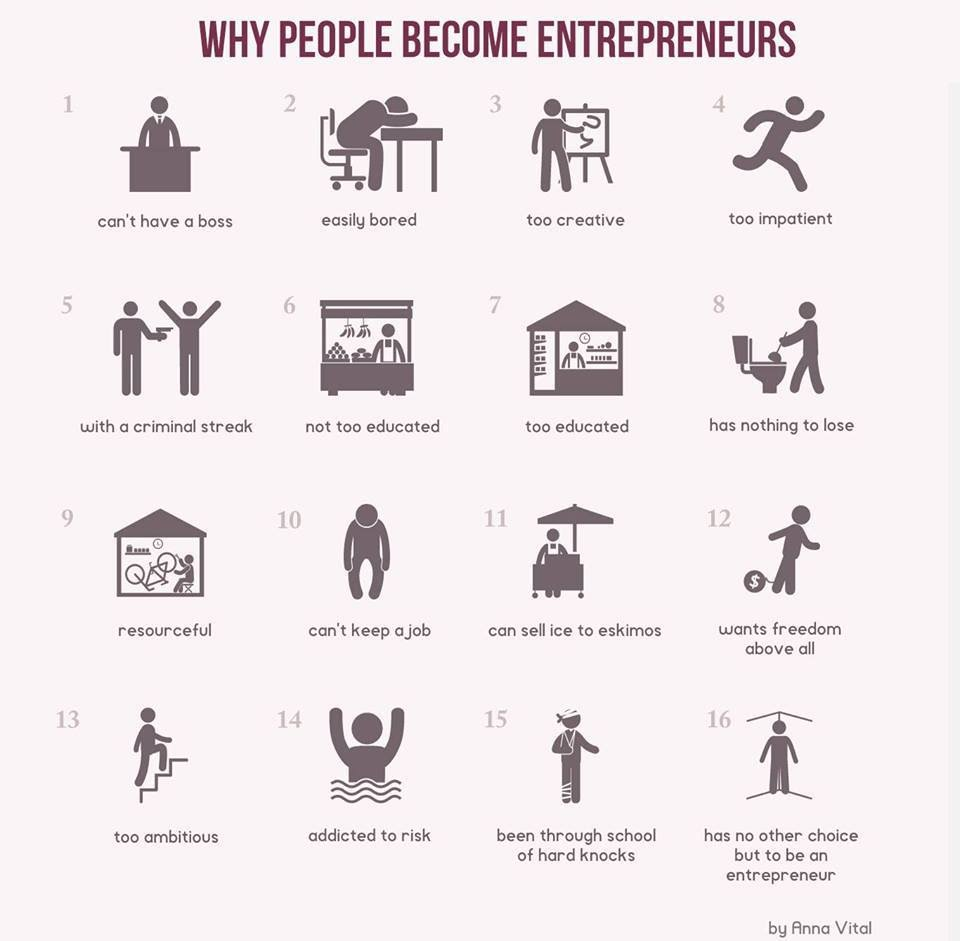 WHY PEOPLE BECOME ENTREPRENEURS
1
can't have a boss
2
easily bored
3
too creative
4
too impatient
5
with a criminal streak
6
not too educated
7
too educated
8
has nothing to lose
9
resourceful
10
can't keep a job
11
can sell ice to eskimos
12
$
wants freedom
above all
13
too ambitious
14
addicted to risk
15
been through school
of hard knocks
16
has no other choice
but to be an
entrepreneur
by Anna Vital